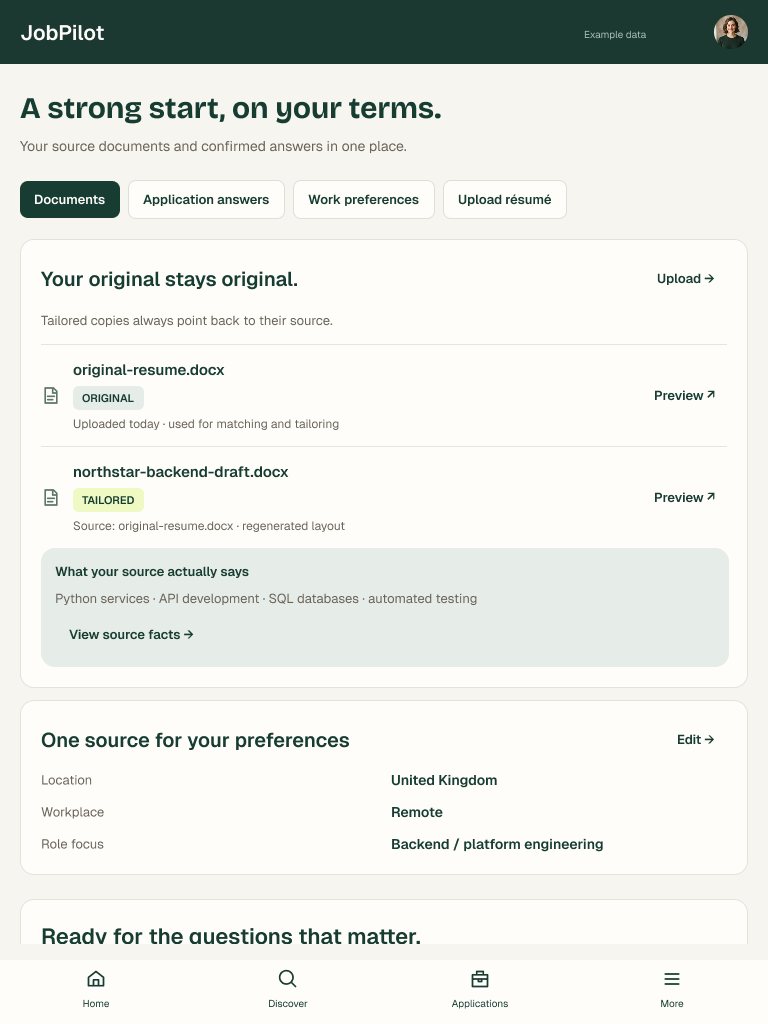 JobPilot
Example data
A strong start, on your terms.
Your source documents and confirmed answers in one place.
Documents
Application answers
Work preferences
Upload résumé
Your original stays original.
Upload →
Tailored copies always point back to their source.
original-resume.docx
ORIGINAL
Uploaded today · used for matching and tailoring
Preview ↗
northstar-backend-draft.docx
TAILORED
Source: original-resume.docx · regenerated layout
Preview ↗
What your source actually says
Python services · API development · SQL databases · automated testing
View source facts →
One source for your preferences
Edit →
Location
United Kingdom
Workplace
Remote
Role focus
Backend / platform engineering
Ready for the questions that matter.
Home
Discover
Applications
More